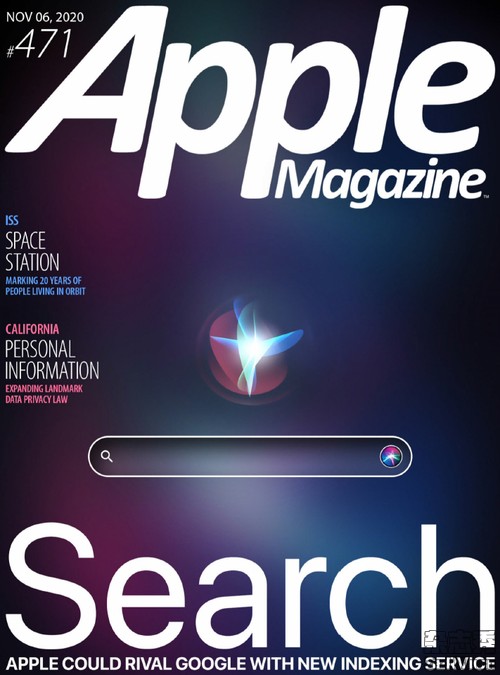 NOV 06, 2020
#471
Apple
Magazine™
ISS
SPACE
STATION
MARKING 20 YEARS OF
PEOPLE LIVING IN ORBIT
CALIFORNIA
PERSONAL
INFORMATION
EXPANDING LANDMARK
DATA PRIVACY LAW
Search
APPLE COULD RIVAL GOOGLE WITH NEW INDEXING SERVICE